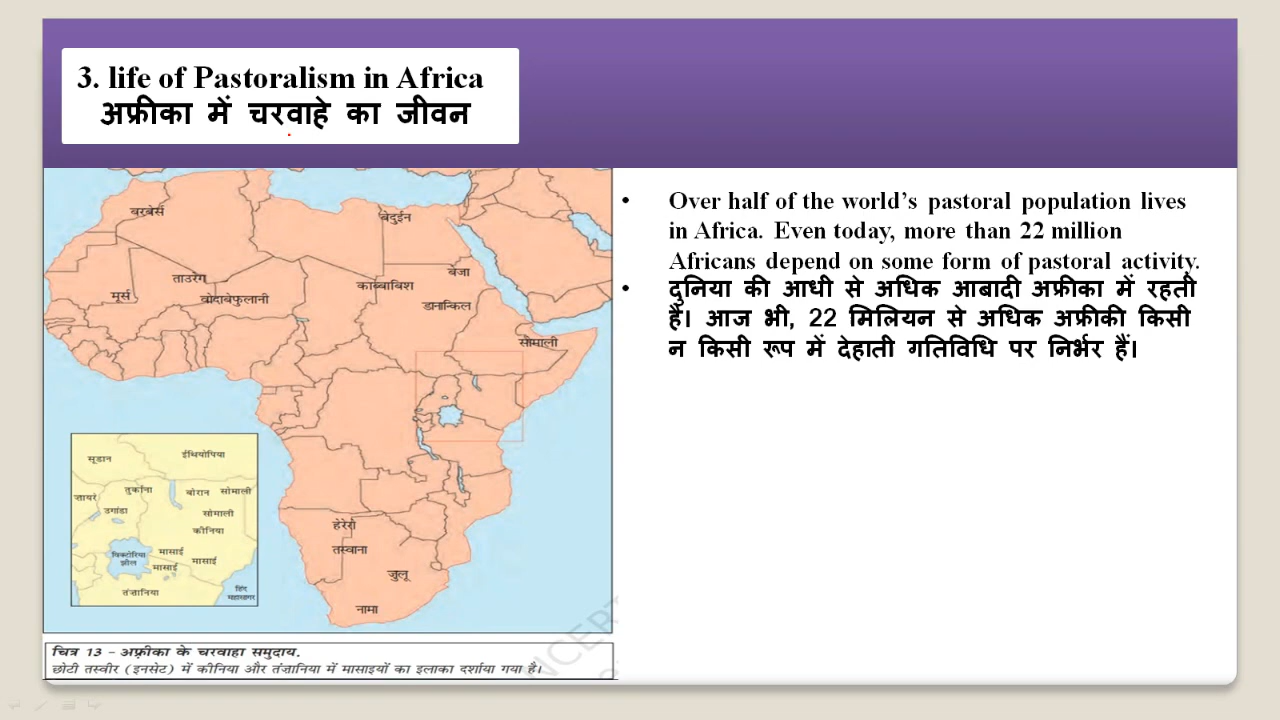 3. life of Pastoralism in Africa
अफ्रीका में चरवाहे का जीवन
बरबेर्स
बेदुईन
बेजा
ताउरेग
मूर्स
वोदाबेफुलानी
काब्बाबिश
डानान्किल
सोमाली
हेरेरो
तस्वाना
जुलू
नामा
सूडान
ईथियोपिया
ज़ायरे
तुर्काना
बोरान
सोमाली
उगांडा
सोमाली
कीनिया
विक्टोरिया
झील
मासाई
मासाई
मासाई
तंज़ानिया
हिंद
महासागर
चित्र 13 – अफ़्रीका के चरवाहा समुदाय.
छोटी तस्वीर (इनसेट) में कीनिया और तंज़ानिया में मासाइयों का इलाका दर्शाया गया है।
NCERT
• Over half of the world’s pastoral population lives
in Africa. Even today, more than 22 million
Africans depend on some form of pastoral activity.
• दुनिया की आधी से अधिक आबादी अफ्रीका में रहती
है। आज भी, 22 मिलियन से अधिक अफ्रीकी किसी
न किसी रूप में देहाती गतिविधि पर निर्भर हैं।